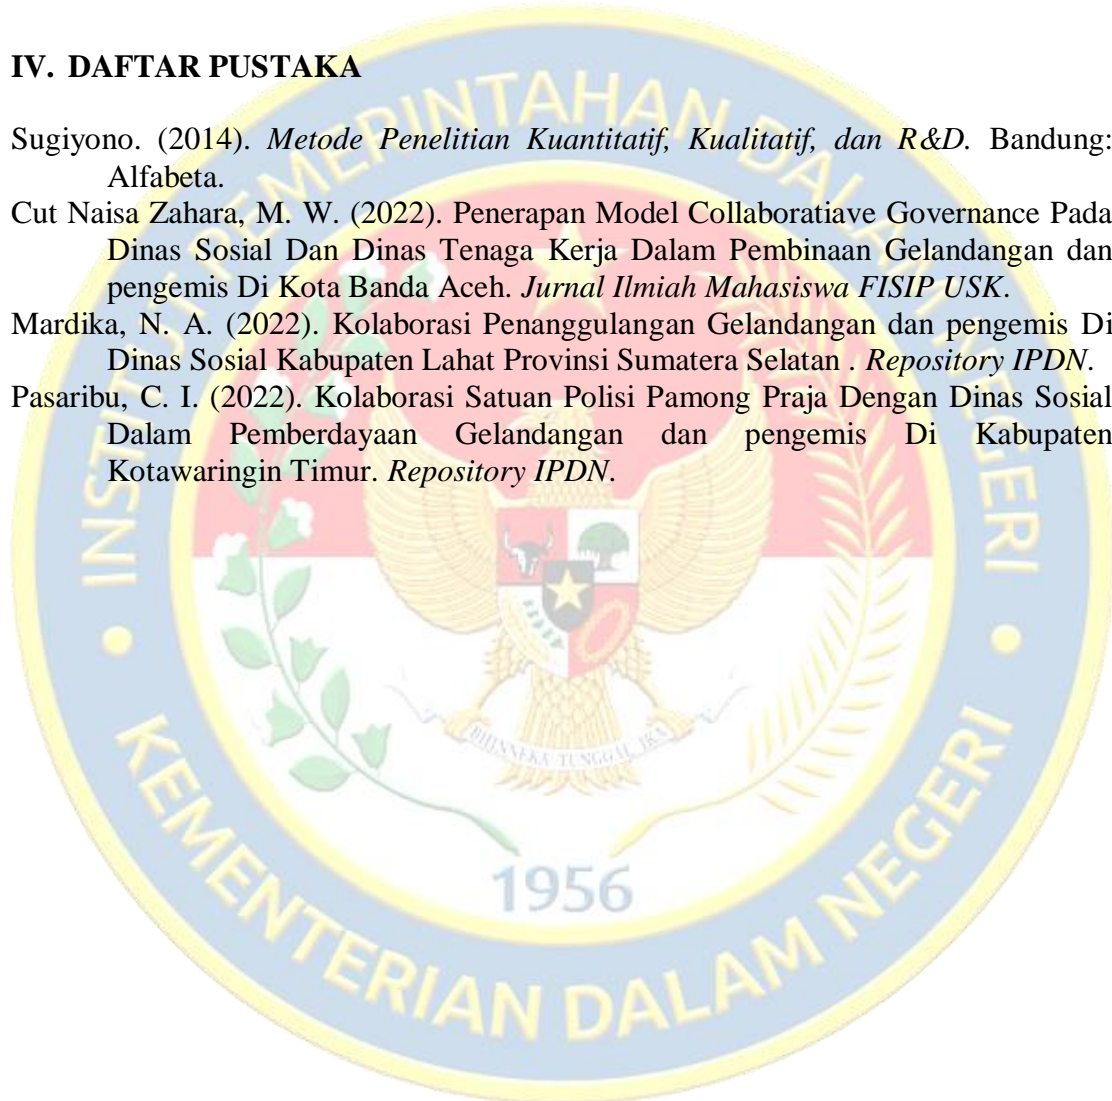 IV. DAFTAR PUSTAKA
Sugiyono. (2014). Metode Penelitian Kuantitatif, Kualitatif, dan R&D. Bandung:
Alfabeta.
Cut Naisa Zahara, M. W. (2022). Penerapan Model Collaboratiave Governance Pada
Dinas Sosial Dan Dinas Tenaga Kerja Dalam Pembinaan Gelandangan dan
pengemis Di Kota Banda Aceh. Jurnal Ilmiah Mahasiswa FISIP USK.
Mardika, N. A. (2022). Kolaborasi Penanggulangan Gelandangan dan pengemis Di
Dinas Sosial Kabupaten Lahat Provinsi Sumatera Selatan . Repository IPDN.
Pasaribu, C. I. (2022). Kolaborasi Satuan Polisi Pamong Praja Dengan Dinas Sosial
Dalam Pemberdayaan Gelandangan dan pengemis Di Kabupaten
Kotawaringin Timur. Repository IPDN.
INSTITUT PEMERINTAHAN DALAM NEGERI
BHINNEKA TUNGGAL IKA
1956
KEMENTERIAN DALAM NEGERI